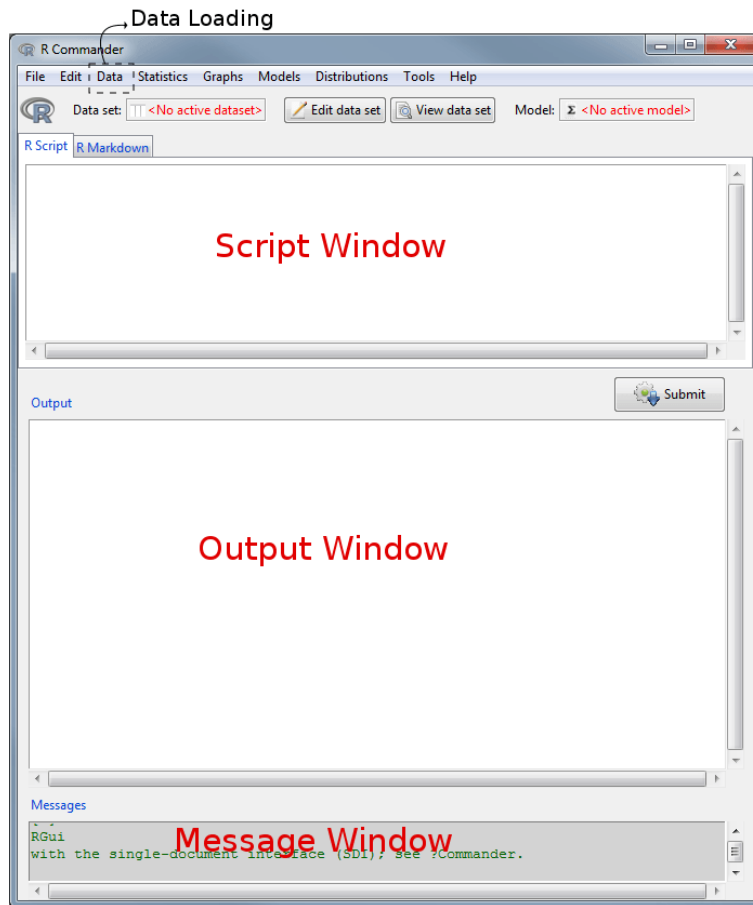 Data Loading
R Commander
File Edit Data Statistics Graphs Models Distributions Tools Help
R Data set: <No active dataset> Edit data set View data set Model: Σ <No active model>
R Script R Markdown
Script Window
Submit
Output
Output Window
Messages
RGui
Message Window
with the single-document interface (SDI); see ?Commander.